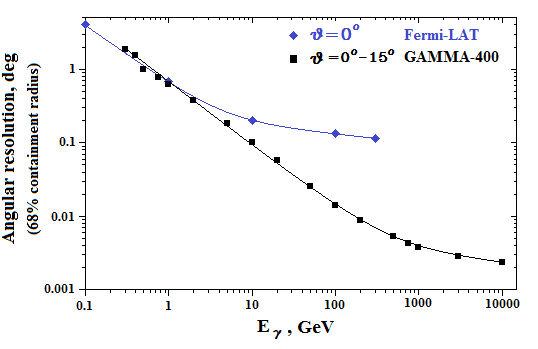 ϑ=0° Fermi-LAT
ϑ=0°-15° GAMMA-400
Angular resolution, deg
(68% containment radius)
1
0.1
0.01
0.001
0.1 1 10 100 1000 10000
Eγ, GeV